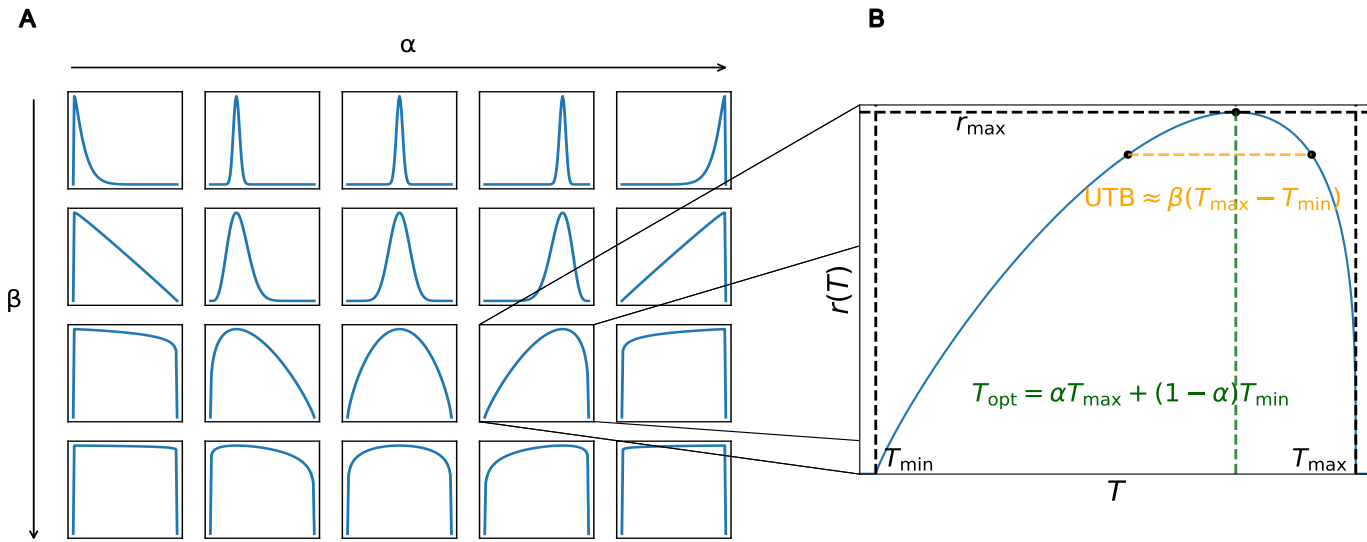 A
B
α
β
r_max
UTB ≈ β(T_max − T_min)
r(T)
T_opt = αT_max + (1 − α)T_min
T_min
T_max
T